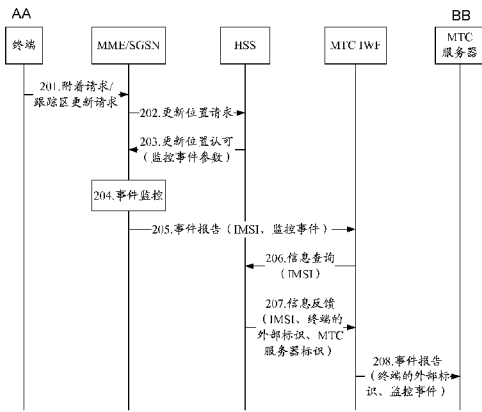 AA
BB
终端
MME/SGSN
HSS
MTC IWF
MTC
服务器
201.附着请求/
跟踪区更新请求
202.更新位置请求
203.更新位置认可
(监控事件参数)
204.事件监控
205.事件报告(IMSI、监控事件)
206.信息查询
(IMSI)
207.信息反馈
(IMSI、终端的
外部标识、MTC
服务器标识)
208.事件报告
(终端的外部标
识、监控事件)